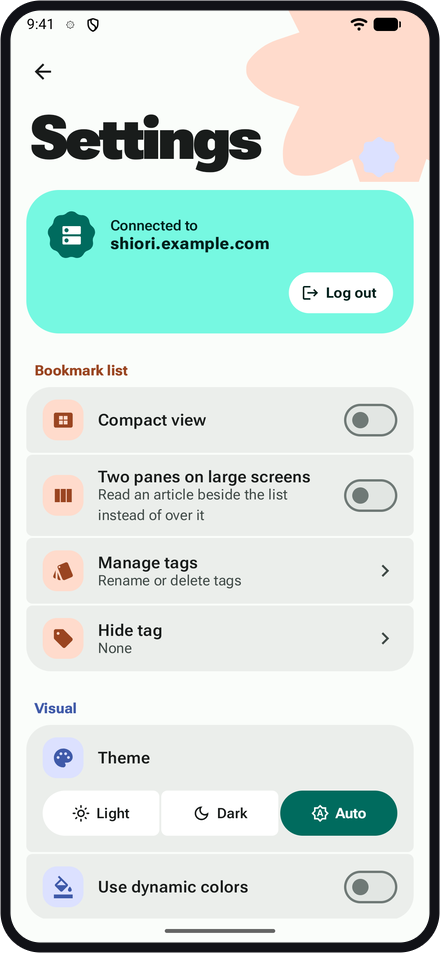 9:41
Settings
Connected to
shiori.example.com
Log out
Bookmark list
Compact view
Two panes on large screens
Read an article beside the list
instead of over it
Manage tags
Rename or delete tags
Hide tag
None
Visual
Theme
Light
Dark
Auto
Use dynamic colors